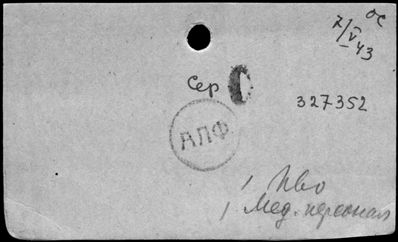 ос
7/V 43
Сер С
327352
АЛФ
1 Пво
1 Мед. персонал